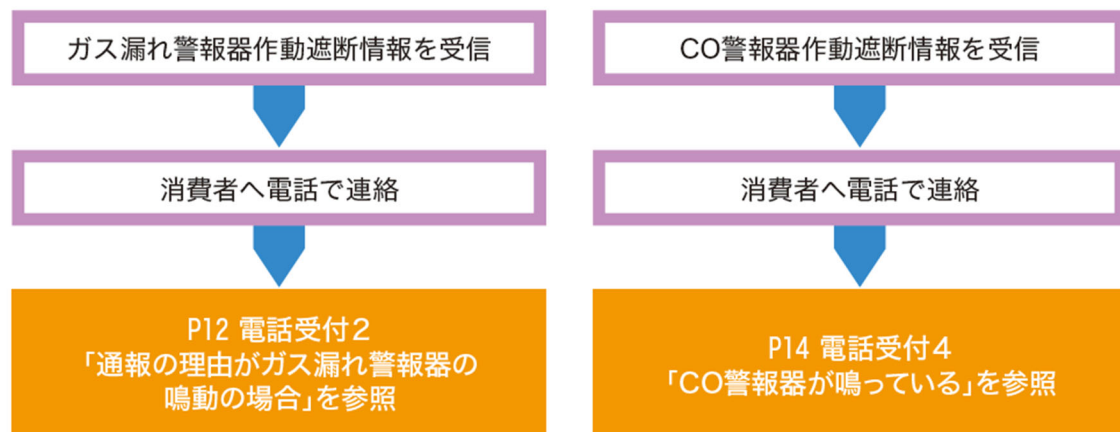 ガス漏れ警報器作動遮断情報を受信
消費者へ電話で連絡
P12 電話受付2
「通報の理由がガス漏れ警報器の
鳴動の場合」を参照
CO警報器作動遮断情報を受信
消費者へ電話で連絡
P14 電話受付4
「CO警報器が鳴っている」を参照